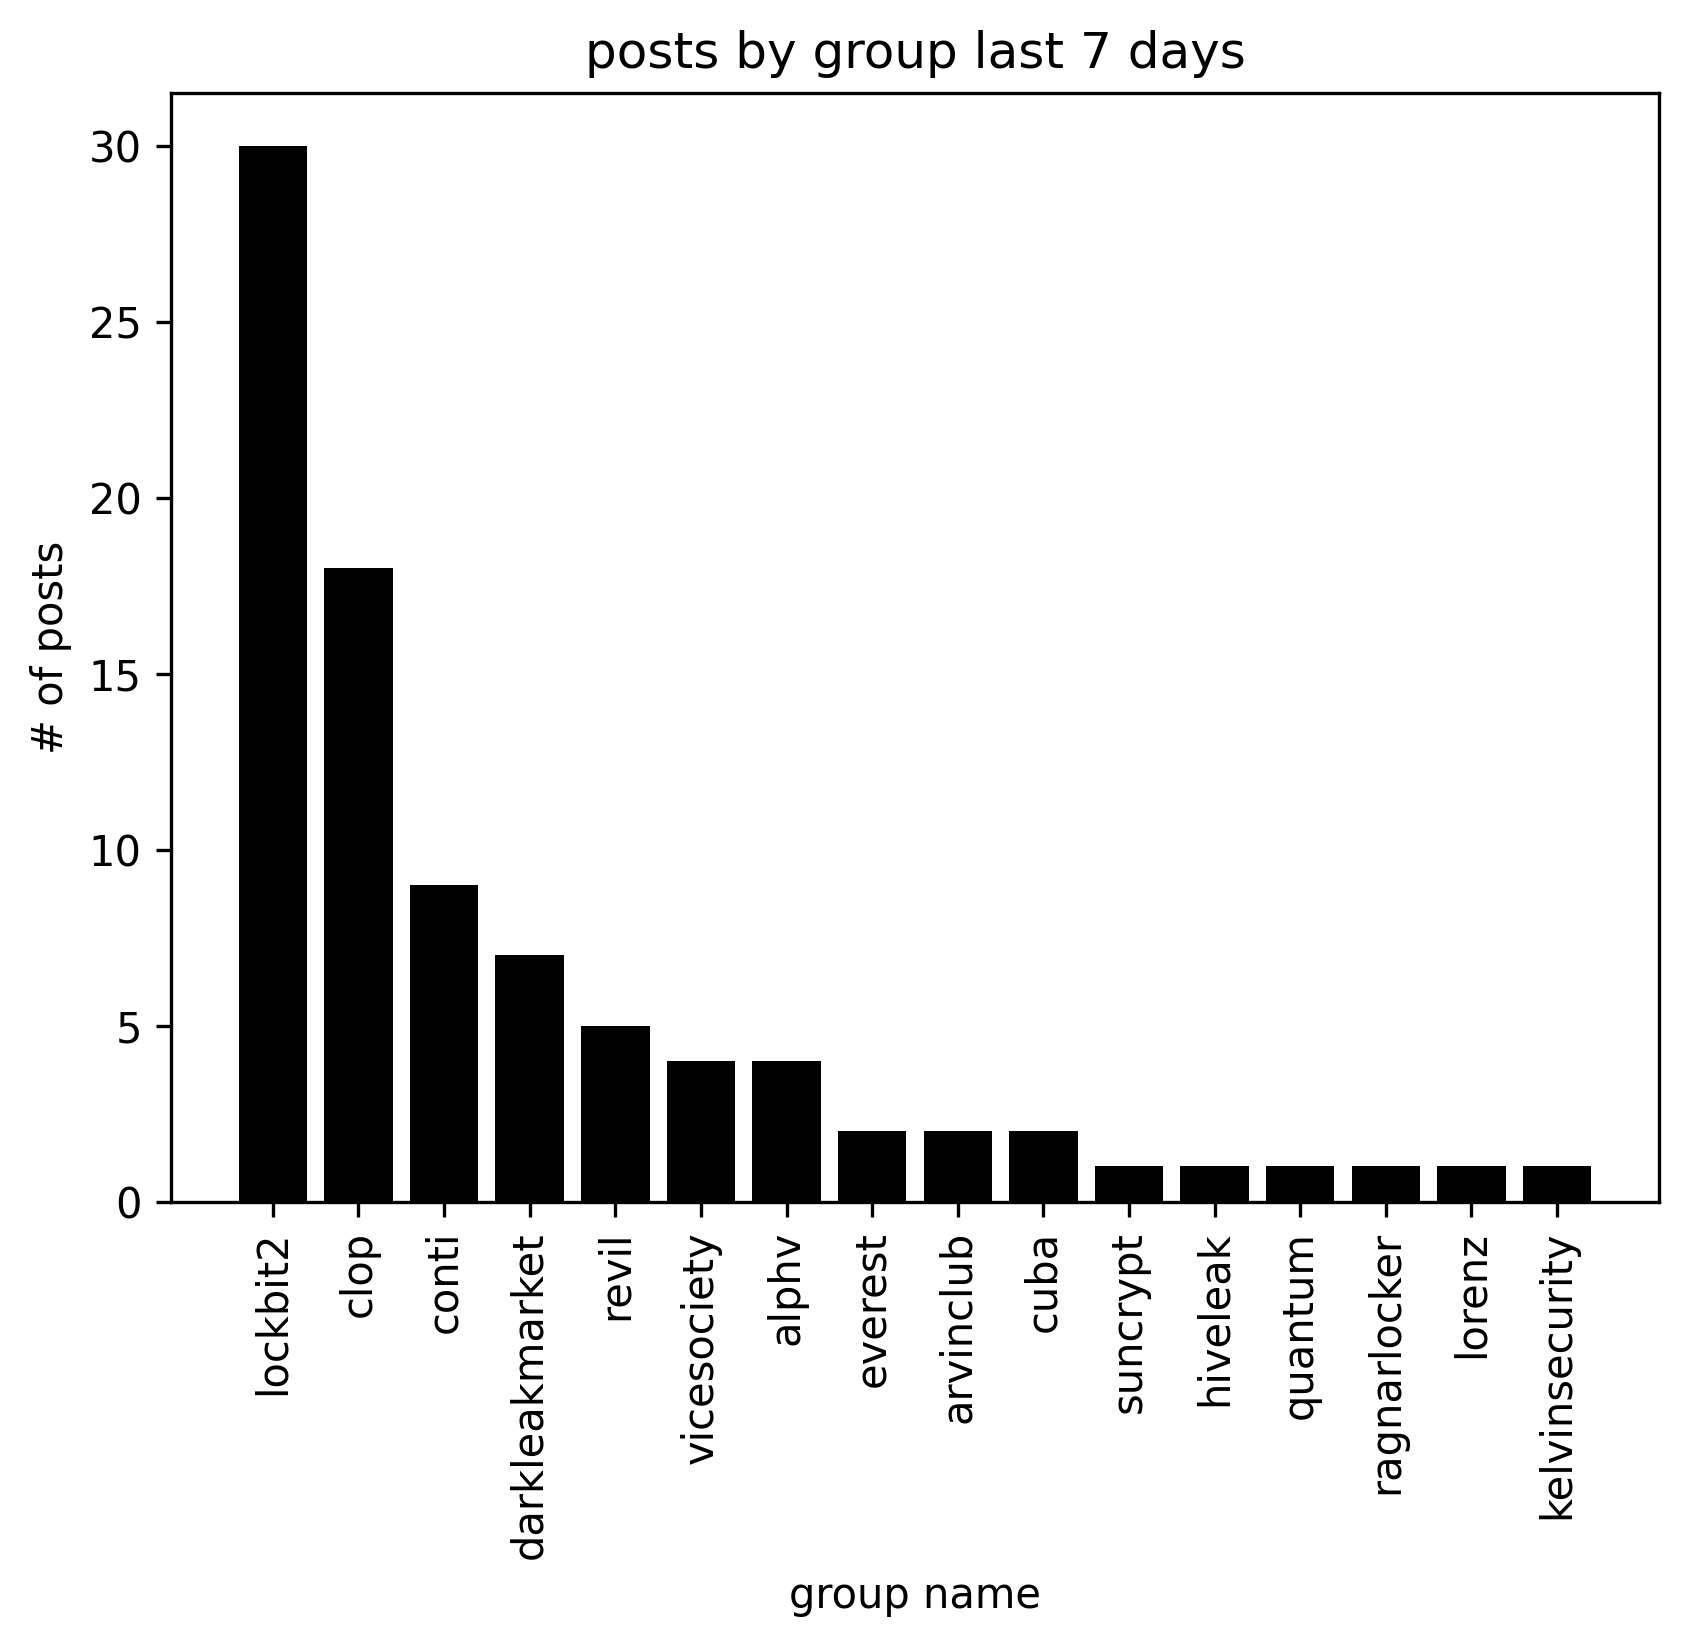 posts by group last 7 days
# of posts
30
25
20
15
10
5
0
lockbit2
clop
conti
darkleakmarket
revil
vicesociety
alphv
everest
arvinclub
cuba
suncrypt
hiveleak
quantum
ragnarlocker
lorenz
kelvinsecurity
group name